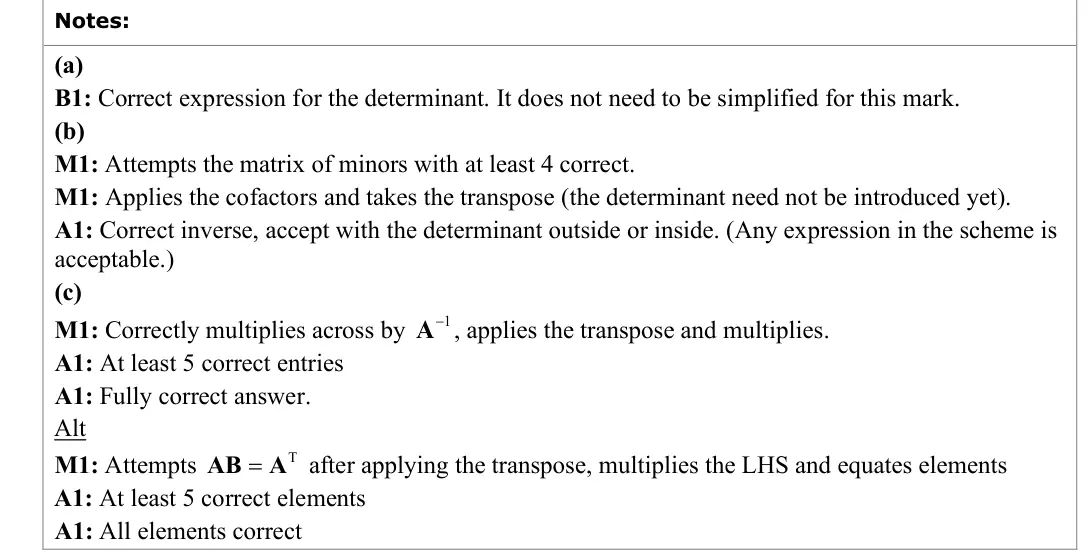 Notes:
(a)
B1: Correct expression for the determinant. It does not need to be simplified for this mark.
(b)
M1: Attempts the matrix of minors with at least 4 correct.
M1: Applies the cofactors and takes the transpose (the determinant need not be introduced yet).
A1: Correct inverse, accept with the determinant outside or inside. (Any expression in the scheme is
acceptable.)
(c)
M1: Correctly multiplies across by A⁻¹, applies the transpose and multiplies.
A1: At least 5 correct entries
A1: Fully correct answer.
Alt
M1: Attempts AB = Aᵀ after applying the transpose, multiplies the LHS and equates elements
A1: At least 5 correct elements
A1: All elements correct